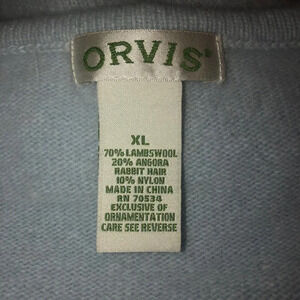 ORVIS
XL
70% LAMBSWOOL
20% ANGORA
RABBIT HAIR
10% NYLON
MADE IN CHINA
RN 70534
EXCLUSIVE OF
ORNAMENTATION
CARE SEE REVERSE